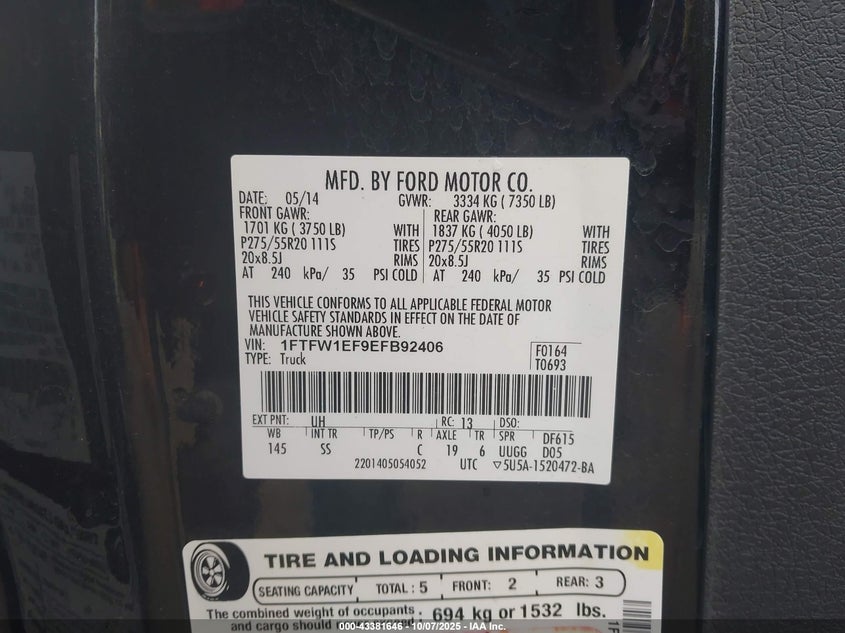 MFD. BY FORD MOTOR CO.
DATE: 05/14 GVWR: 3334 KG ( 7350 LB)
FRONT GAWR: REAR GAWR:
1701 KG ( 3750 LB) WITH 1837 KG ( 4050 LB) WITH
P275/55R20 111S TIRES P275/55R20 111S TIRES
20x8.5J RIMS 20x8.5J RIMS
AT 240 kPa/ 35 PSI COLD AT 240 kPa/ 35 PSI COLD
THIS VEHICLE CONFORMS TO ALL APPLICABLE FEDERAL MOTOR
VEHICLE SAFETY STANDARDS IN EFFECT ON THE DATE OF
MANUFACTURE SHOWN ABOVE.
VIN: 1FTFW1EF9EFB92406 F0164
TYPE: Truck T0693
EXT PNT: UH RC: 13 DSO:
WB INT TR TP/PS R AXLE TR SPR DF615
145 SS C 19 6 UUGG D05
2201405054052 UTC ▽5U5A-1520472-BA
TIRE AND LOADING INFORMATION
SEATING CAPACITY TOTAL : 5 FRONT: 2 REAR: 3
The combined weight of occupants 694 kg or 1532 lbs.
and cargo should
000-43381646 - 10/07/2025 - IAA Inc.